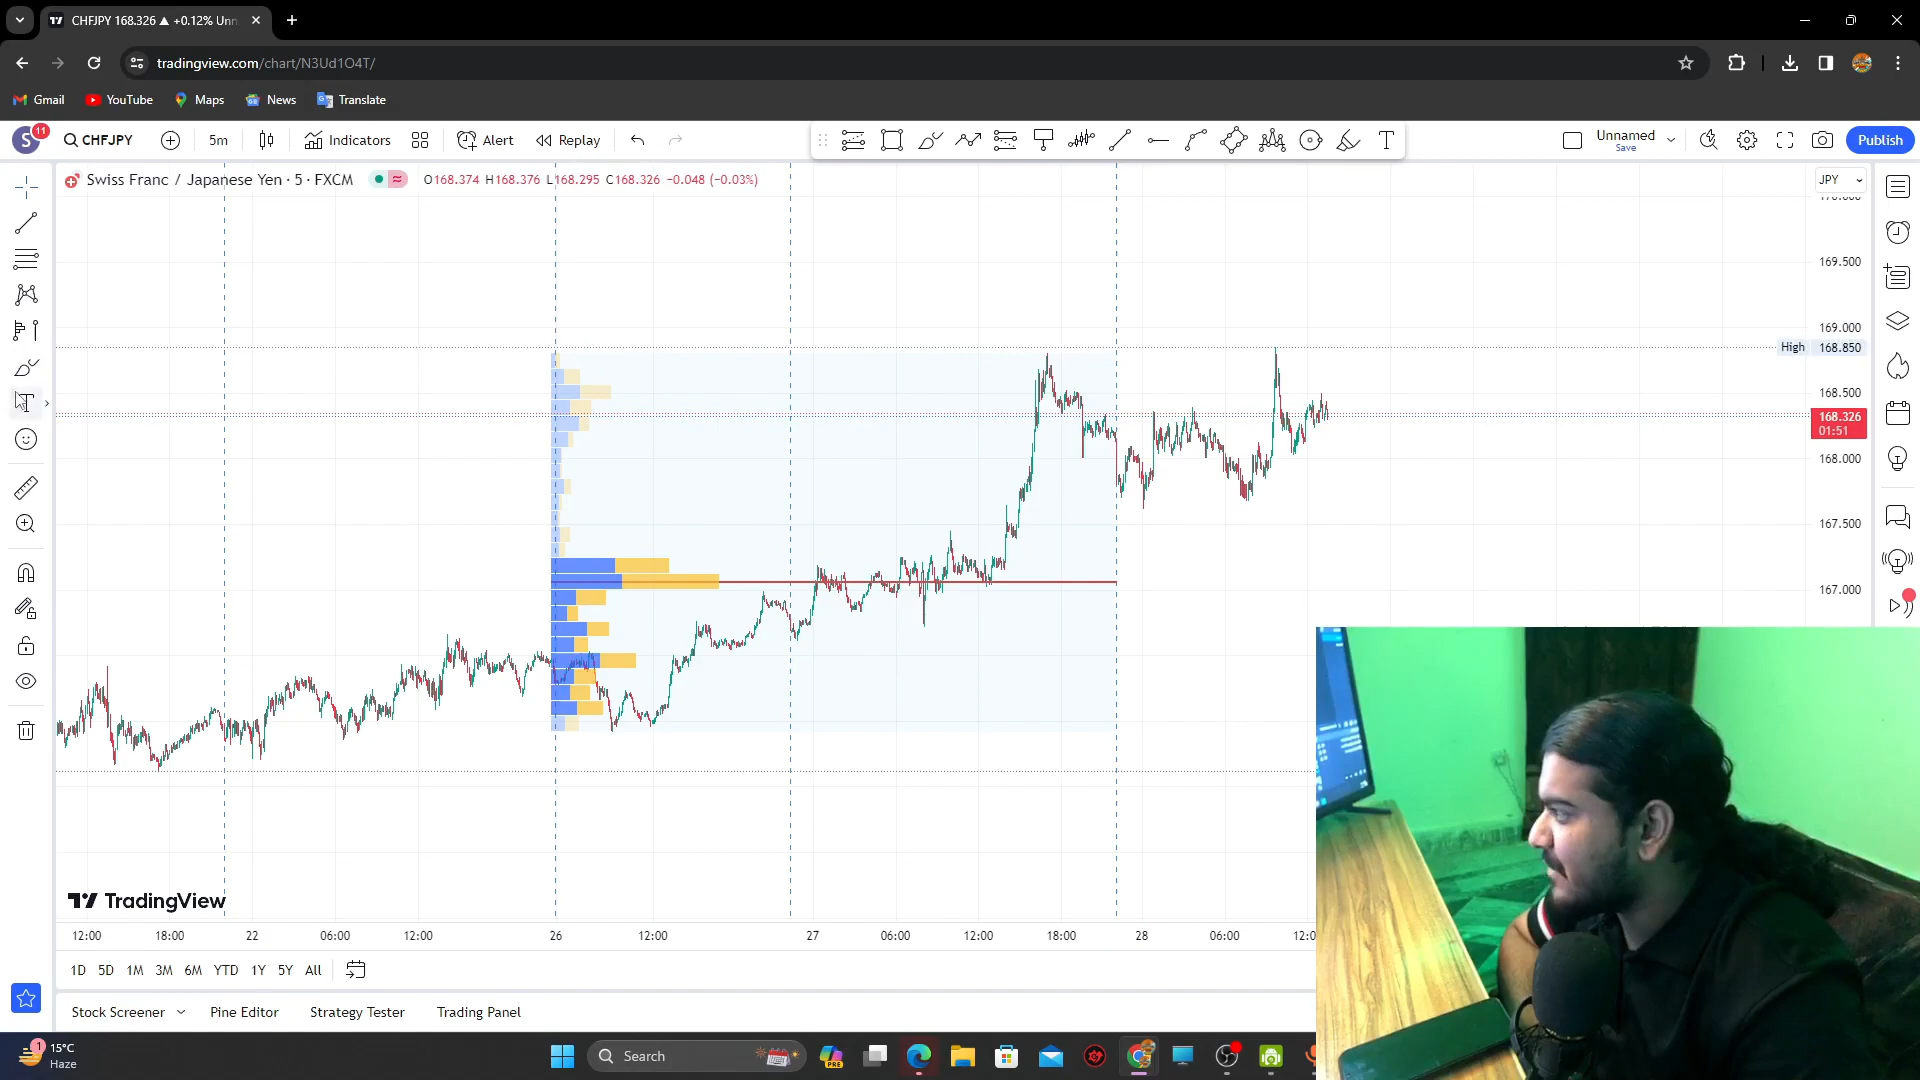 CHFJPY 168.326 ▲ +0.12% Unn
tradingview.com/chart/N3Ud1O4T/
Gmail
YouTube
Maps
News
Translate
S
11
CHFJPY
5m
Indicators
Alert
Replay
Unnamed
Save
Publish
Swiss Franc / Japanese Yen · 5 · FXCM
O168.374 H168.376 L168.295 C168.326 −0.048 (−0.03%)
JPY
169.500
169.000
High 168.850
168.500
168.326
01:51
168.000
167.500
167.000
TradingView
12:00 18:00 22 06:00 12:00 26 12:00 27 06:00 12:00 18:00 28 06:00
1D 5D 1M 3M 6M YTD 1Y 5Y All
Stock Screener Pine Editor Strategy Tester Trading Panel
1
15°C
Haze
Search
PRE